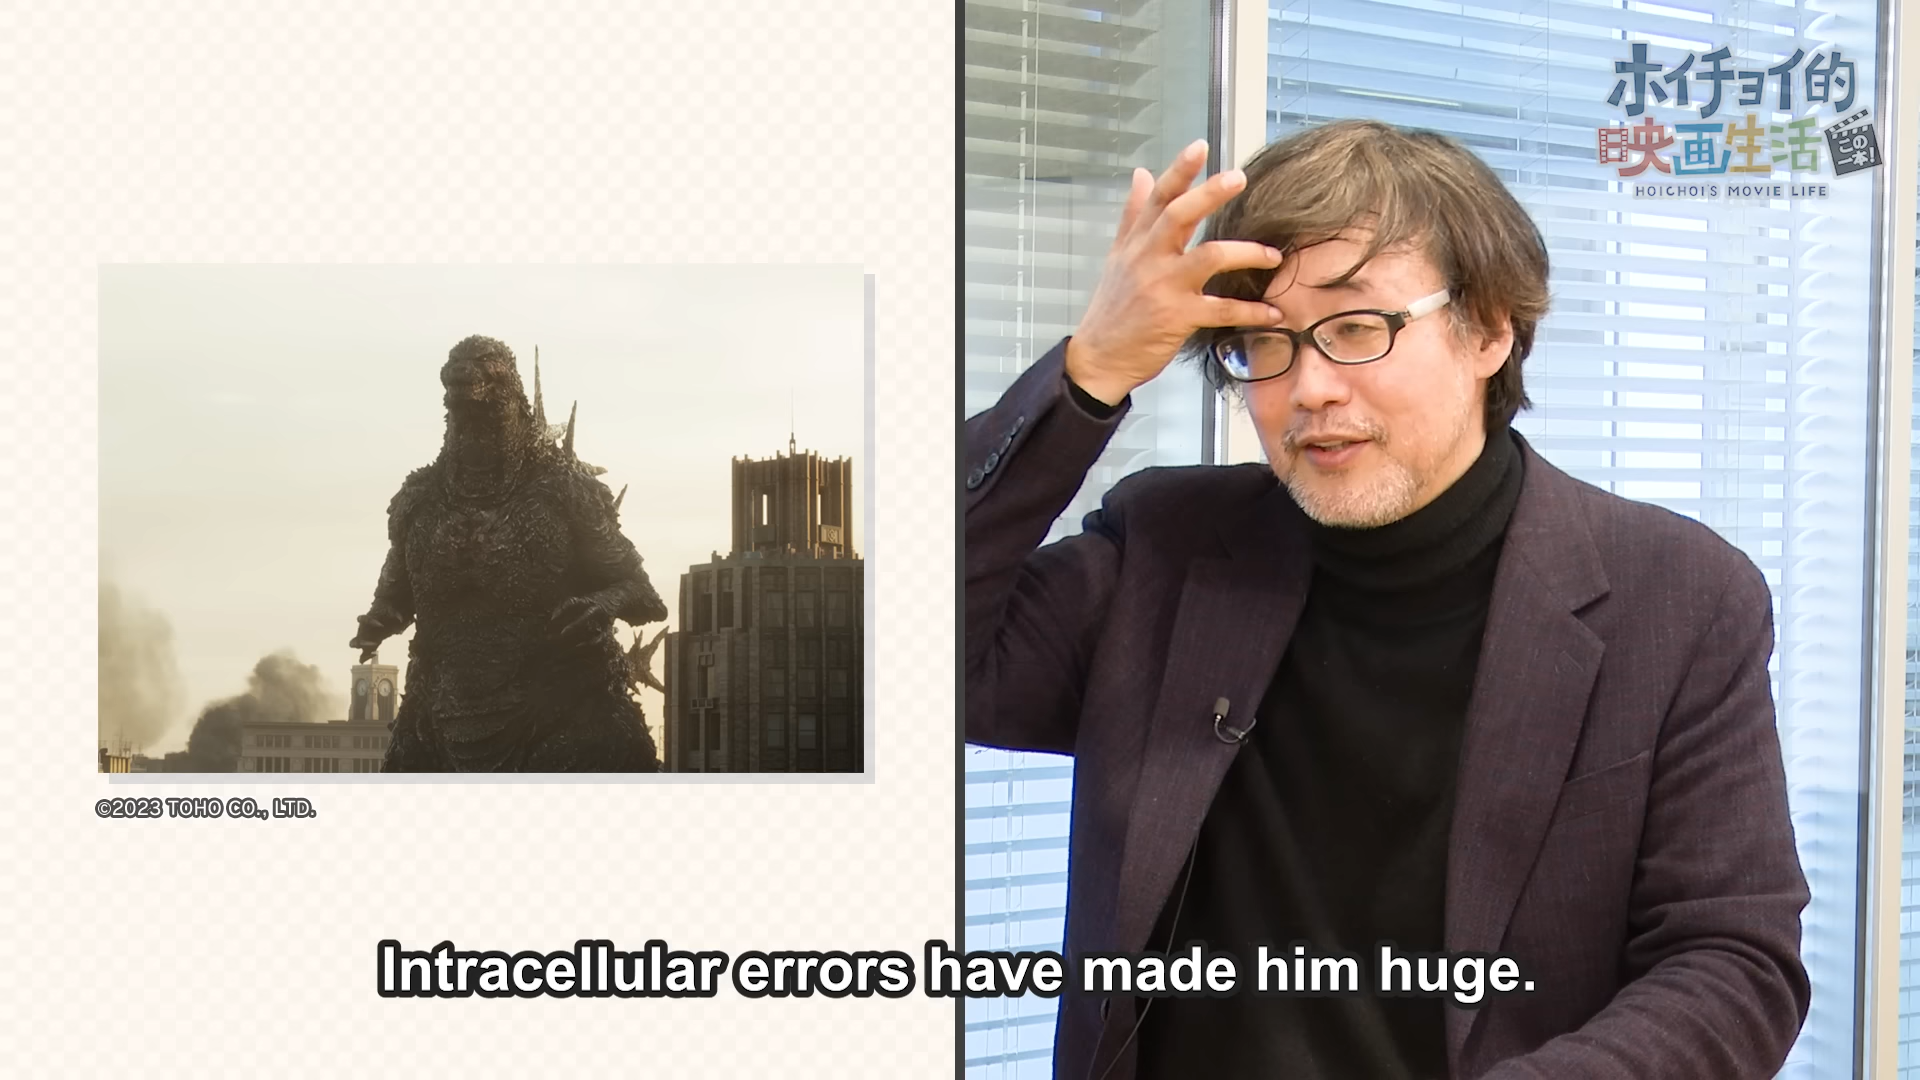 ホイチョイ的
映画生活
この
一本!
HOICHOI'S MOVIE LIFE
©2023 TOHO CO., LTD.
Intracellular errors have made him huge.